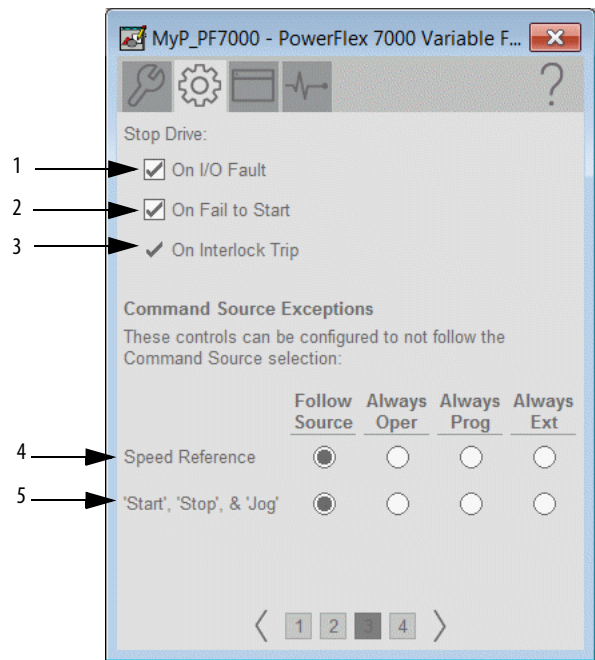 MyP_PF7000 - PowerFlex 7000 Variable F...
?
Stop Drive:
1 On I/O Fault
2 On Fail to Start
3 On Interlock Trip
Command Source Exceptions
These controls can be configured to not follow the
Command Source selection:
Follow Always Always Always
Source Oper Prog Ext
4 Speed Reference
5 'Start', 'Stop', & 'Jog'
1 2 3 4